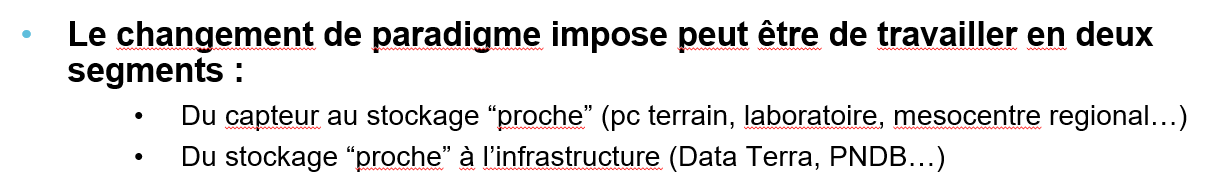 • Le changement de paradigme impose peut être de travailler en deux
segments :
• Du capteur au stockage “proche” (pc terrain, laboratoire, mesocentre regional…)
• Du stockage “proche” à l’infrastructure (Data Terra, PNDB…)